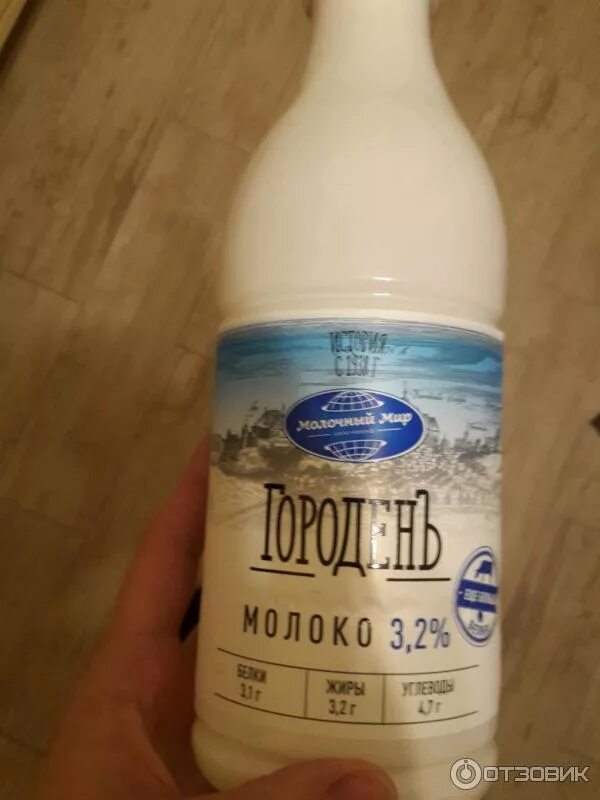 ИСТОРИЯ
С 1938 Г
Молочный Мир
ГОРОДЕНЪ
МОЛОКО 3,2%
БЕЛКИ
3,1 г
ЖИРЫ
3,2 г
УГЛЕВОДЫ
4,7 г
ОТЗОВИК